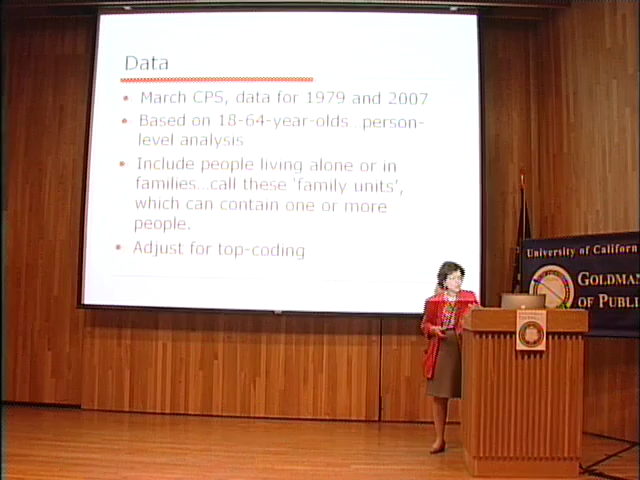 Data
March CPS, data for 1979 and 2007
Based on 18-64-year-olds...person-
level analysis
Include people living alone or in
families...call these 'family units',
which can contain one or more
people.
Adjust for top-coding
University of Californ
GOLDMAN
OF PUBLI